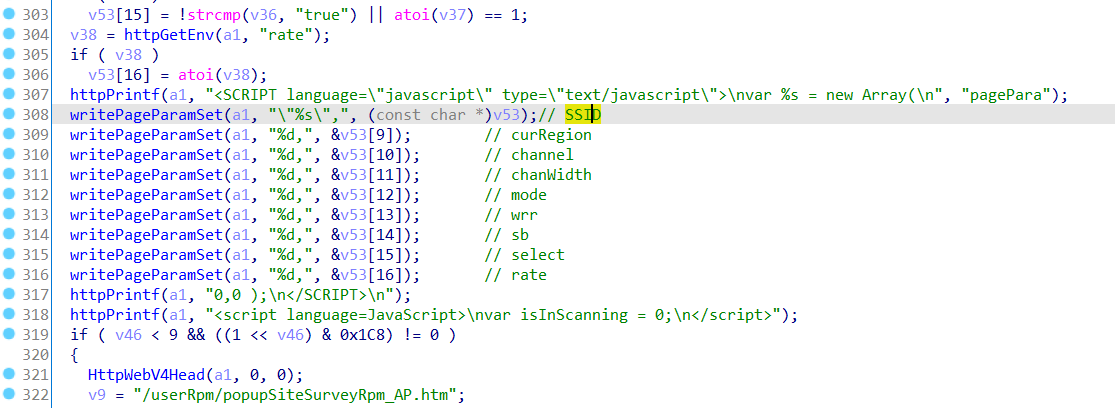 303 v53[15] = !strcmp(v36, "true") || atoi(v37) == 1;
304 v38 = httpGetEnv(a1, "rate");
305 if ( v38 )
306 v53[16] = atoi(v38);
307 httpPrintf(a1, "<SCRIPT language=\"javascript\" type=\"text/javascript\">\nvar %s = new Array(\n", "pagePara");
308 writePageParamSet(a1, "\"%s\",", (const char *)v53);// SSID
309 writePageParamSet(a1, "%d,", &v53[9]); // curRegion
310 writePageParamSet(a1, "%d,", &v53[10]); // channel
311 writePageParamSet(a1, "%d,", &v53[11]); // chanWidth
312 writePageParamSet(a1, "%d,", &v53[12]); // mode
313 writePageParamSet(a1, "%d,", &v53[13]); // wrr
314 writePageParamSet(a1, "%d,", &v53[14]); // sb
315 writePageParamSet(a1, "%d,", &v53[15]); // select
316 writePageParamSet(a1, "%d,", &v53[16]); // rate
317 httpPrintf(a1, "0,0 );\n</SCRIPT>\n");
318 httpPrintf(a1, "<script language=JavaScript>\nvar isInScanning = 0;\n</script>");
319 if ( v46 < 9 && ((1 << v46) & 0x1C8) != 0 )
320 {
321 HttpWebV4Head(a1, 0, 0);
322 v9 = "/userRpm/popupSiteSurveyRpm_AP.htm";